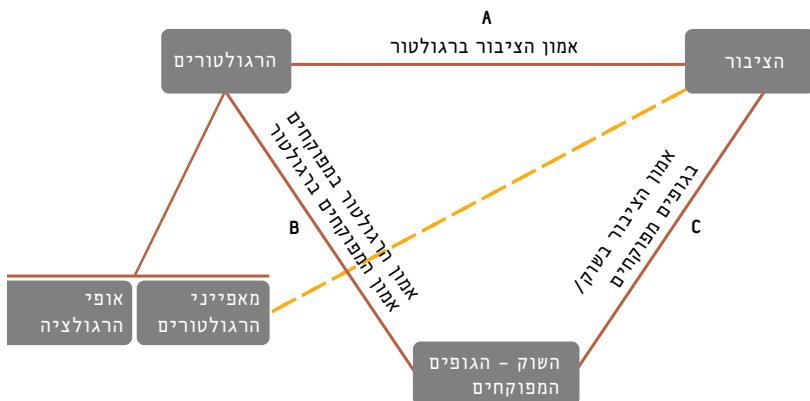 A
אמון הציבור ברגולטור
הציבור
הרגולטורים
אמון הרגולטור במפוקחים
אמון המפוקחים ברגולטור
B
אמון הציבור בשוק/
בגופים מפוקחים
C
מאפייני
הרגולטורים
אופי
הרגולציה
השוק – הגופים
המפוקחים